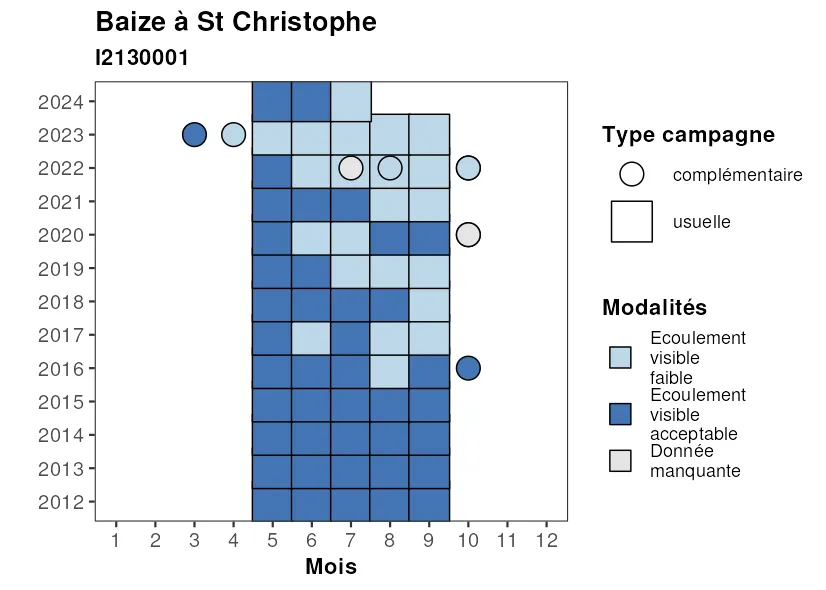 Baize à St Christophe
I2130001
2024
2023
2022
2021
2020
2019
2018
2017
2016
2015
2014
2013
2012
1 2 3 4 5 6 7 8 9 10 11 12
Mois
Type campagne
complémentaire
usuelle
Modalités
Ecoulement
visible
faible
Ecoulement
visible
acceptable
Donnée
manquante